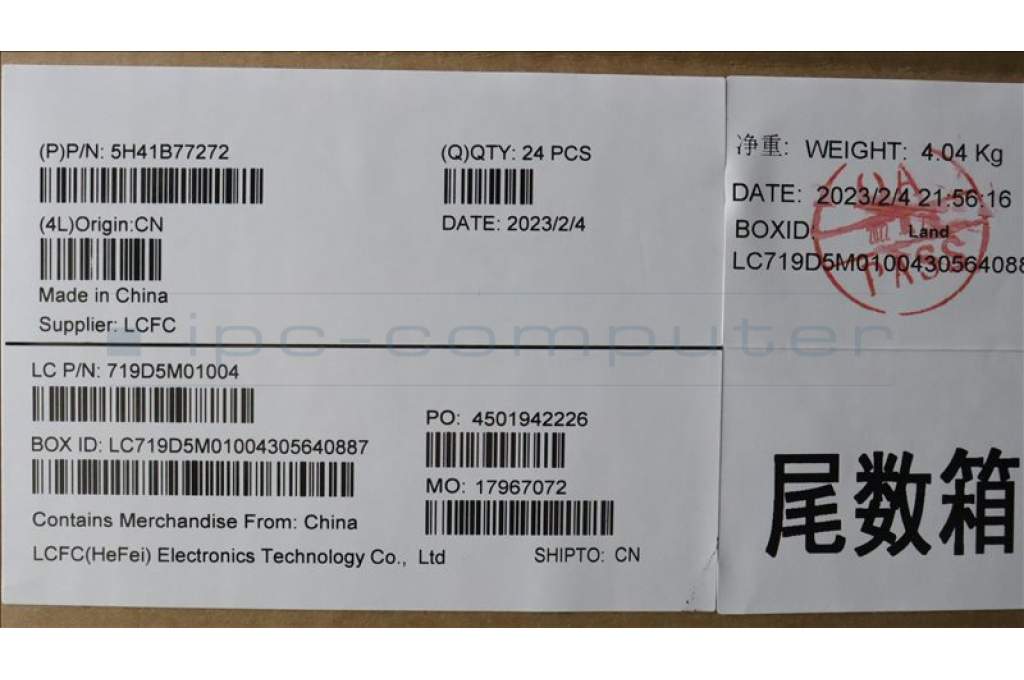 (P)P/N: 5H41B77272
(Q)QTY: 24 PCS
(4L)Origin:CN
DATE: 2023/2/4
Made in China
Supplier: LCFC
净重: WEIGHT: 4.04 Kg
DATE: 2023/2/4 21:56:16
BOXID:
Land
LC719D5M0100430564088
QA
PASS
ipc-computer
LC P/N: 719D5M01004
BOX ID: LC719D5M01004305640887
PO: 4501942226
MO: 17967072
Contains Merchandise From: China
LCFC(HeFei) Electronics Technology Co., Ltd
SHIPTO: CN
尾数箱